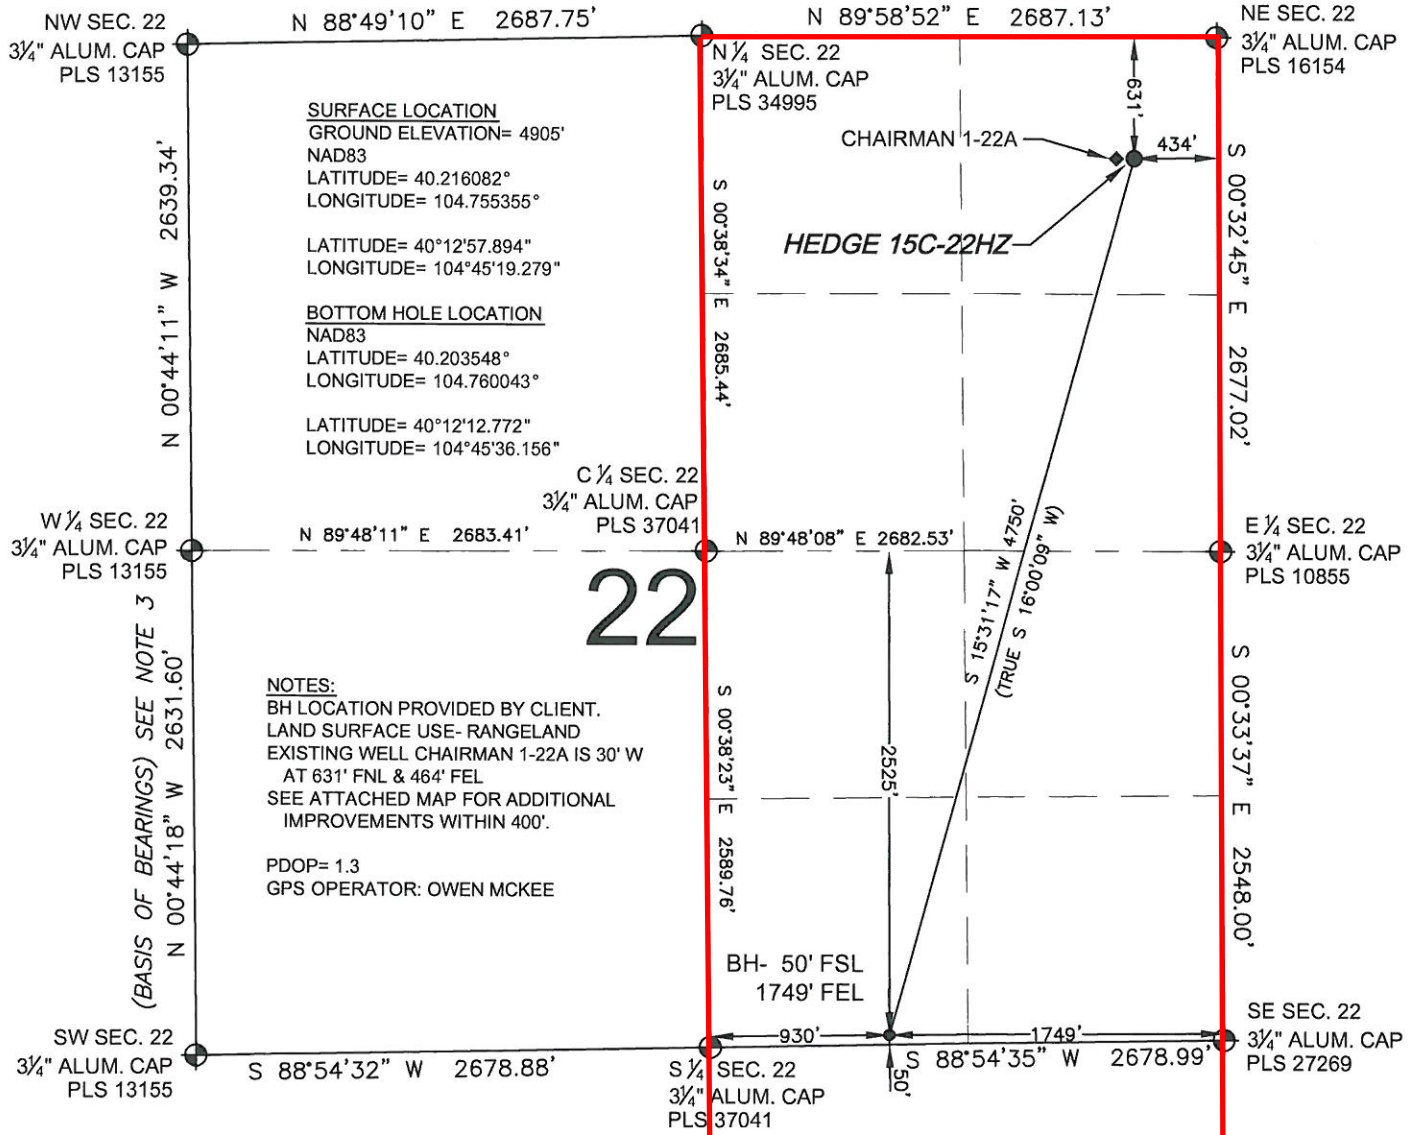 NW SEC. 22
3¼" ALUM. CAP
PLS 13155
N 88°49'10" E 2687.75'
N 89°58'52" E 2687.13'
NE SEC. 22
3¼" ALUM. CAP
PLS 16154
N ¼ SEC. 22
3¼" ALUM. CAP
PLS 34995
SURFACE LOCATION
GROUND ELEVATION= 4905'
NAD83
LATITUDE= 40.216082°
LONGITUDE= 104.755355°
LATITUDE= 40°12'57.894"
LONGITUDE= 104°45'19.279"
BOTTOM HOLE LOCATION
NAD83
LATITUDE= 40.203548°
LONGITUDE= 104.760043°
LATITUDE= 40°12'12.772"
LONGITUDE= 104°45'36.156"
631'
CHAIRMAN 1-22A
434'
HEDGE 15C-22HZ
N 00°44'11" W 2639.34'
S 00°38'34" E 2685.44'
S 00°32'45" E 2677.02'
C ¼ SEC. 22
3¼" ALUM. CAP
PLS 37041
W ¼ SEC. 22
3¼" ALUM. CAP
PLS 13155
N 89°48'11" E 2683.41'
N 89°48'08" E 2682.53'
E ¼ SEC. 22
3¼" ALUM. CAP
PLS 10855
22
S 15°31'17" W 4750'
(TRUE S 16°00'09" W)
(BASIS OF BEARINGS) SEE NOTE 3
N 00°44'18" W 2631.60'
NOTES:
BH LOCATION PROVIDED BY CLIENT.
LAND SURFACE USE- RANGELAND
EXISTING WELL CHAIRMAN 1-22A IS 30' W
AT 631' FNL & 464' FEL
SEE ATTACHED MAP FOR ADDITIONAL
IMPROVEMENTS WITHIN 400'.
PDOP= 1.3
GPS OPERATOR: OWEN MCKEE
S 00°38'23" E 2589.76'
2525'
S 00°33'37" E 2548.00'
BH- 50' FSL
1749' FEL
SW SEC. 22
3¼" ALUM. CAP
PLS 13155
930'
1749'
SE SEC. 22
3¼" ALUM. CAP
PLS 27269
S 88°54'32" W 2678.88'
S 88°54'35" W 2678.99'
50'
S ¼ SEC. 22
3¼" ALUM. CAP
PLS 37041